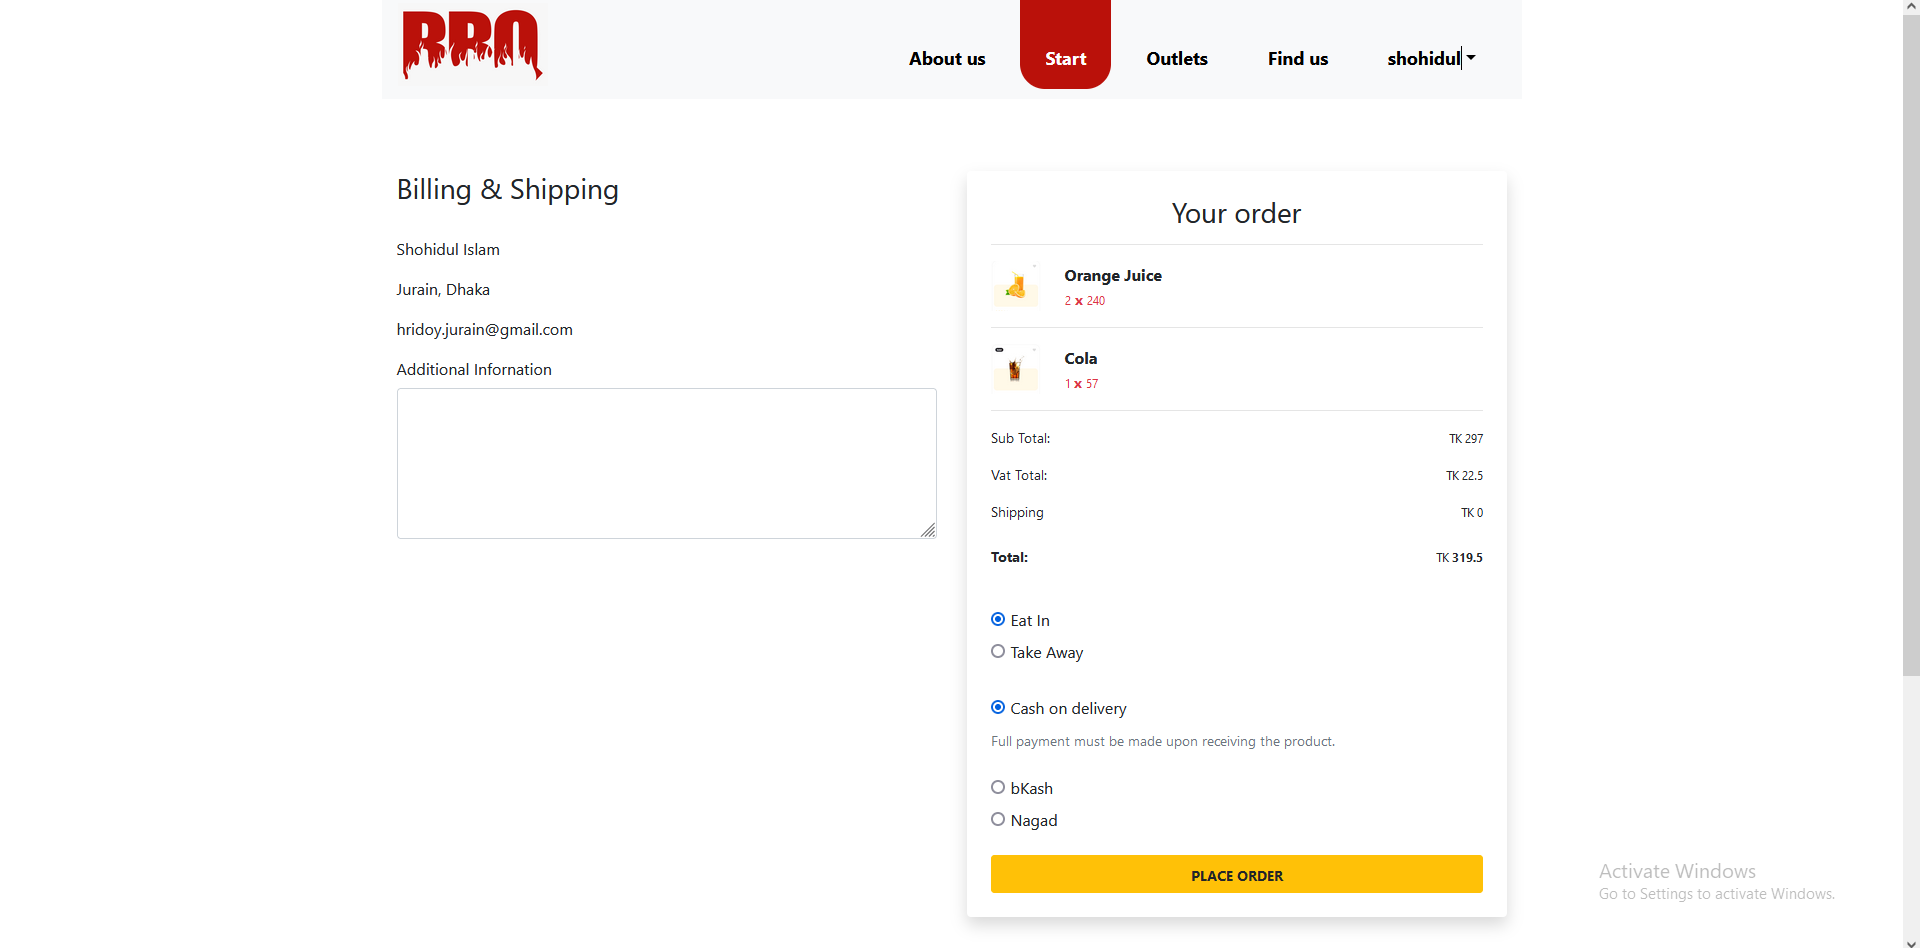 BBQ
About us
Start
Outlets
Find us
shohidul
Billing & Shipping
Shohidul Islam
Jurain, Dhaka
hridoy.jurain@gmail.com
Additional Infornation
Your order
Orange Juice
2 x 240
Cola
1 x 57
Sub Total: TK 297
Vat Total: TK 22.5
Shipping TK 0
Total: TK 319.5
Eat In
Take Away
Cash on delivery
Full payment must be made upon receiving the product.
bKash
Nagad
PLACE ORDER
Activate Windows
Go to Settings to activate Windows.